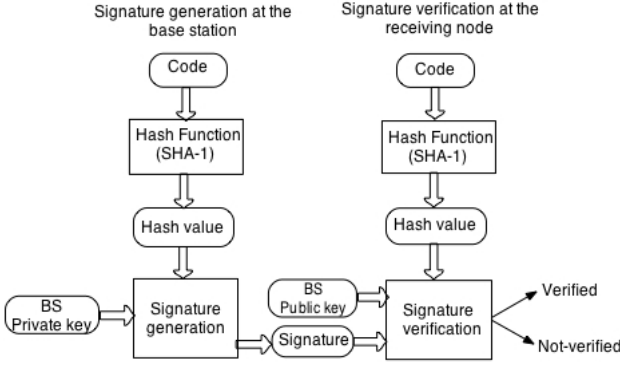 Signature generation at the
base station
Code
Hash Function
(SHA-1)
Hash value
BS
Private key
Signature
generation
Signature verification at the
receiving node
Code
Hash Function
(SHA-1)
Hash value
BS
Public key
Signature
Signature
verification
Verified
Not-verified